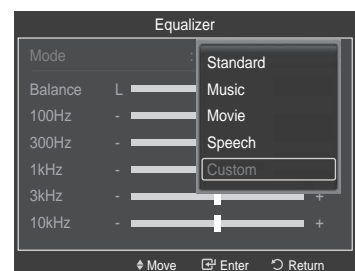 Equalizer
Mode :
Standard
Music
Movie
Speech
Custom
Balance L
100Hz -
300Hz -
1kHz -
3kHz - +
10kHz - +
Move Enter Return